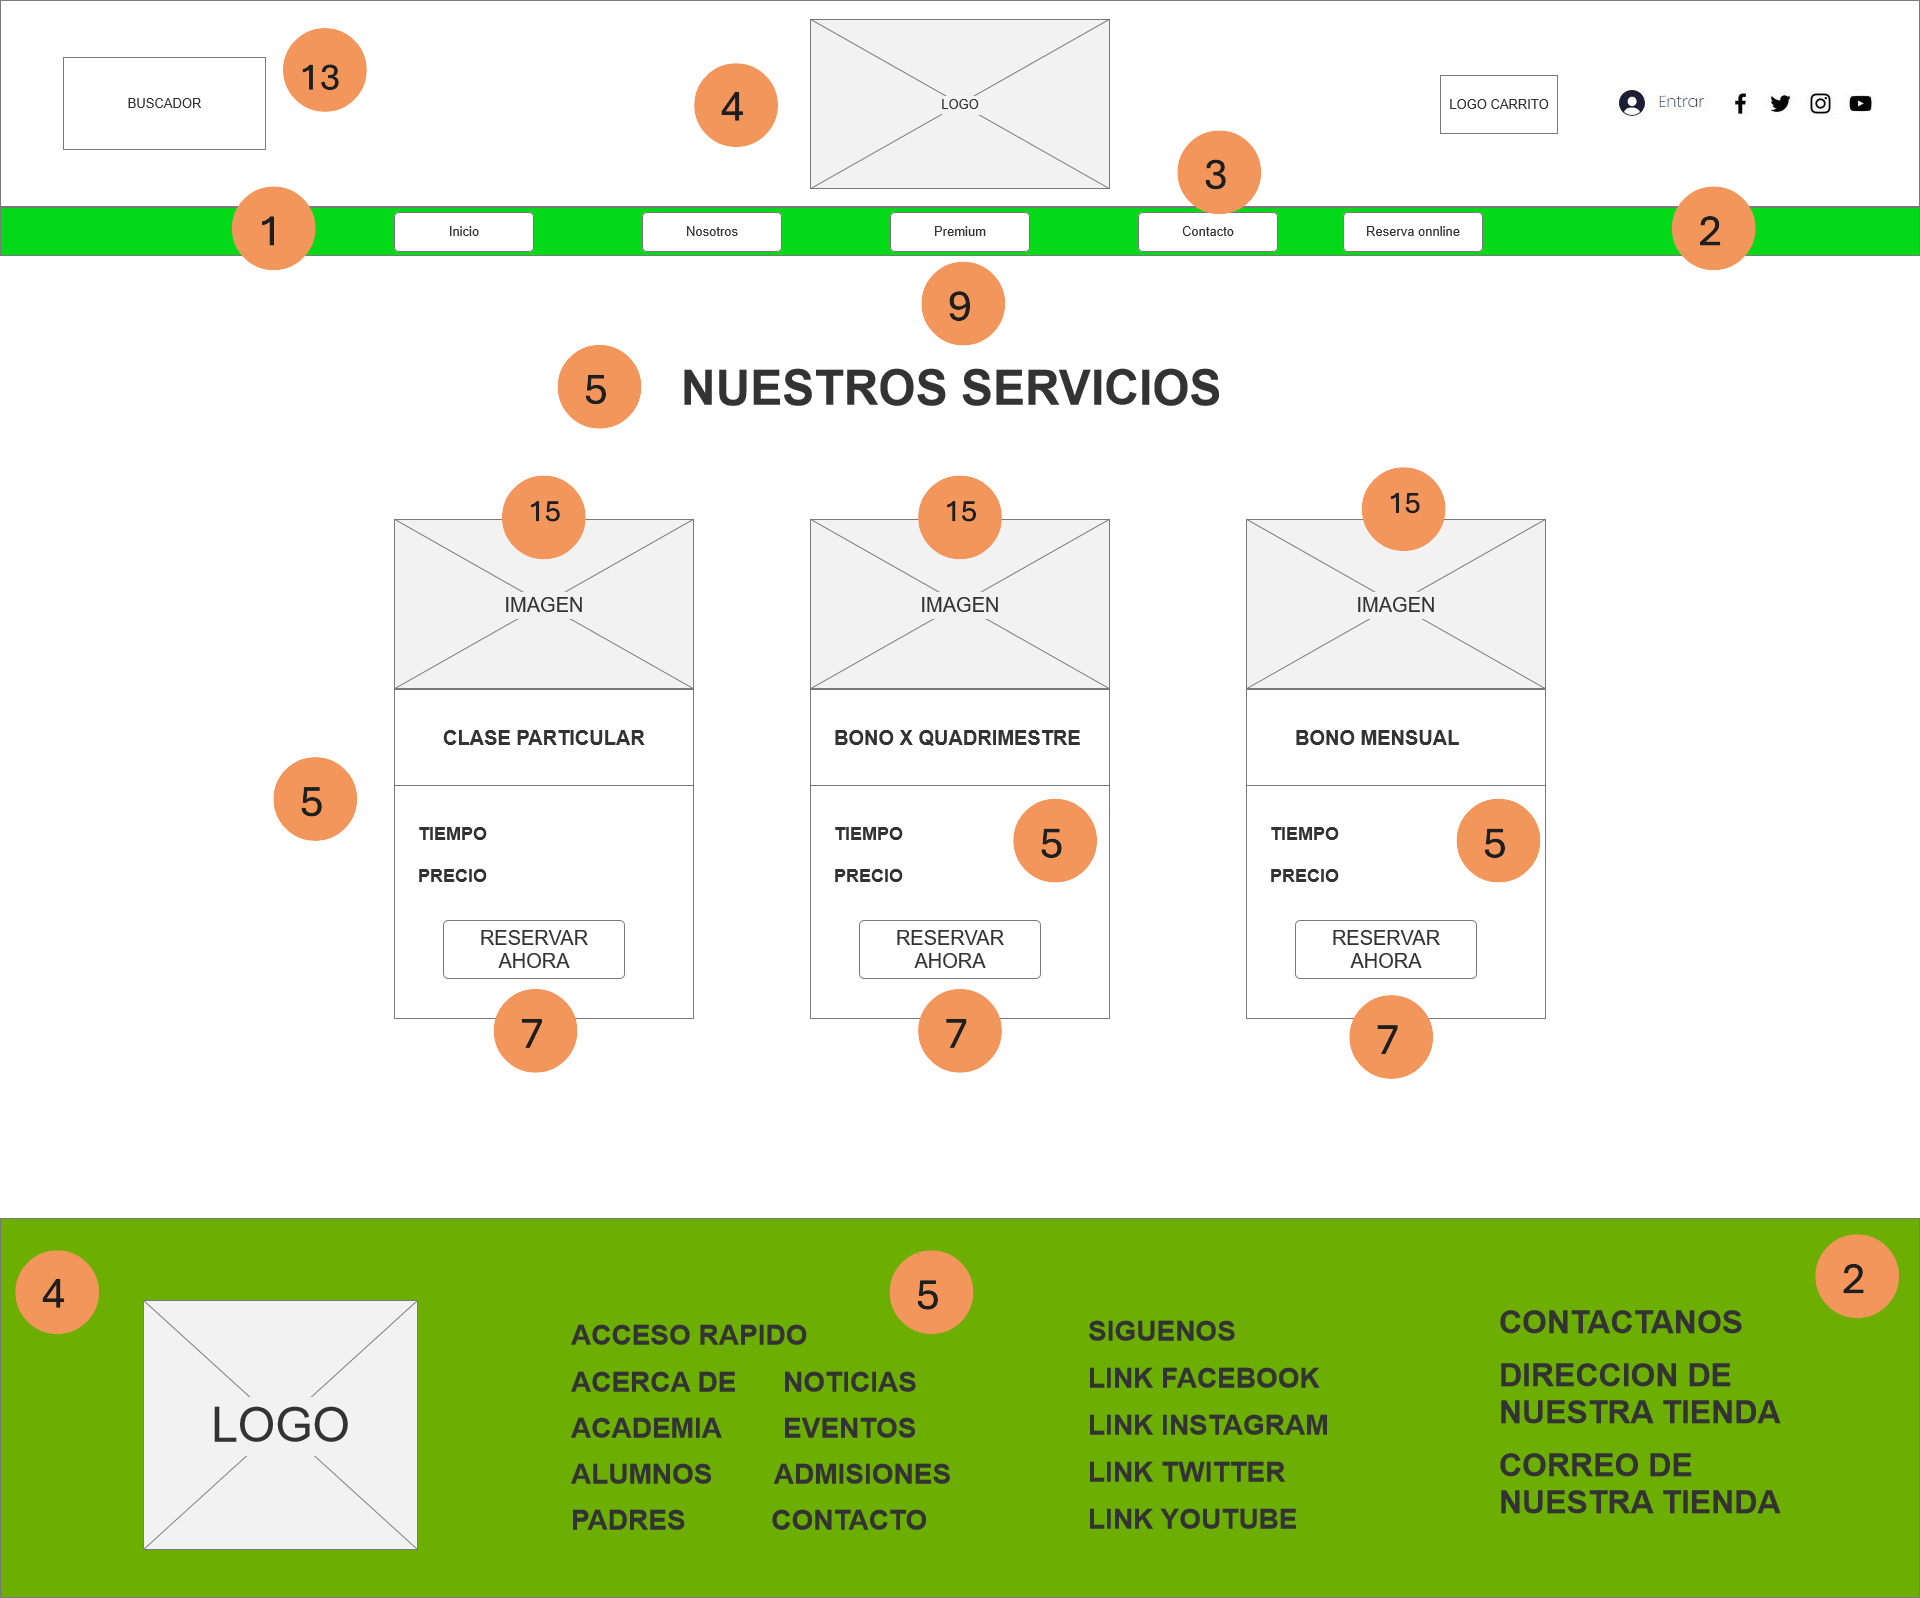 BUSCADOR
13
4
LOGO
LOGO CARRITO
Entrar
3
1
Inicio
Nosotros
Premium
Contacto
Reserva onnline
2
9
5
NUESTROS SERVICIOS
15
15
15
IMAGEN
IMAGEN
IMAGEN
CLASE PARTICULAR
BONO X QUADRIMESTRE
BONO MENSUAL
5
TIEMPO
PRECIO
RESERVAR
AHORA
7
TIEMPO
5
PRECIO
RESERVAR
AHORA
7
TIEMPO
5
PRECIO
RESERVAR
AHORA
7
4
LOGO
5
ACCESO RAPIDO
ACERCA DE NOTICIAS
ACADEMIA EVENTOS
ALUMNOS ADMISIONES
PADRES CONTACTO
SIGUENOS
LINK FACEBOOK
LINK INSTAGRAM
LINK TWITTER
LINK YOUTUBE
2
CONTACTANOS
DIRECCION DE
NUESTRA TIENDA
CORREO DE
NUESTRA TIENDA